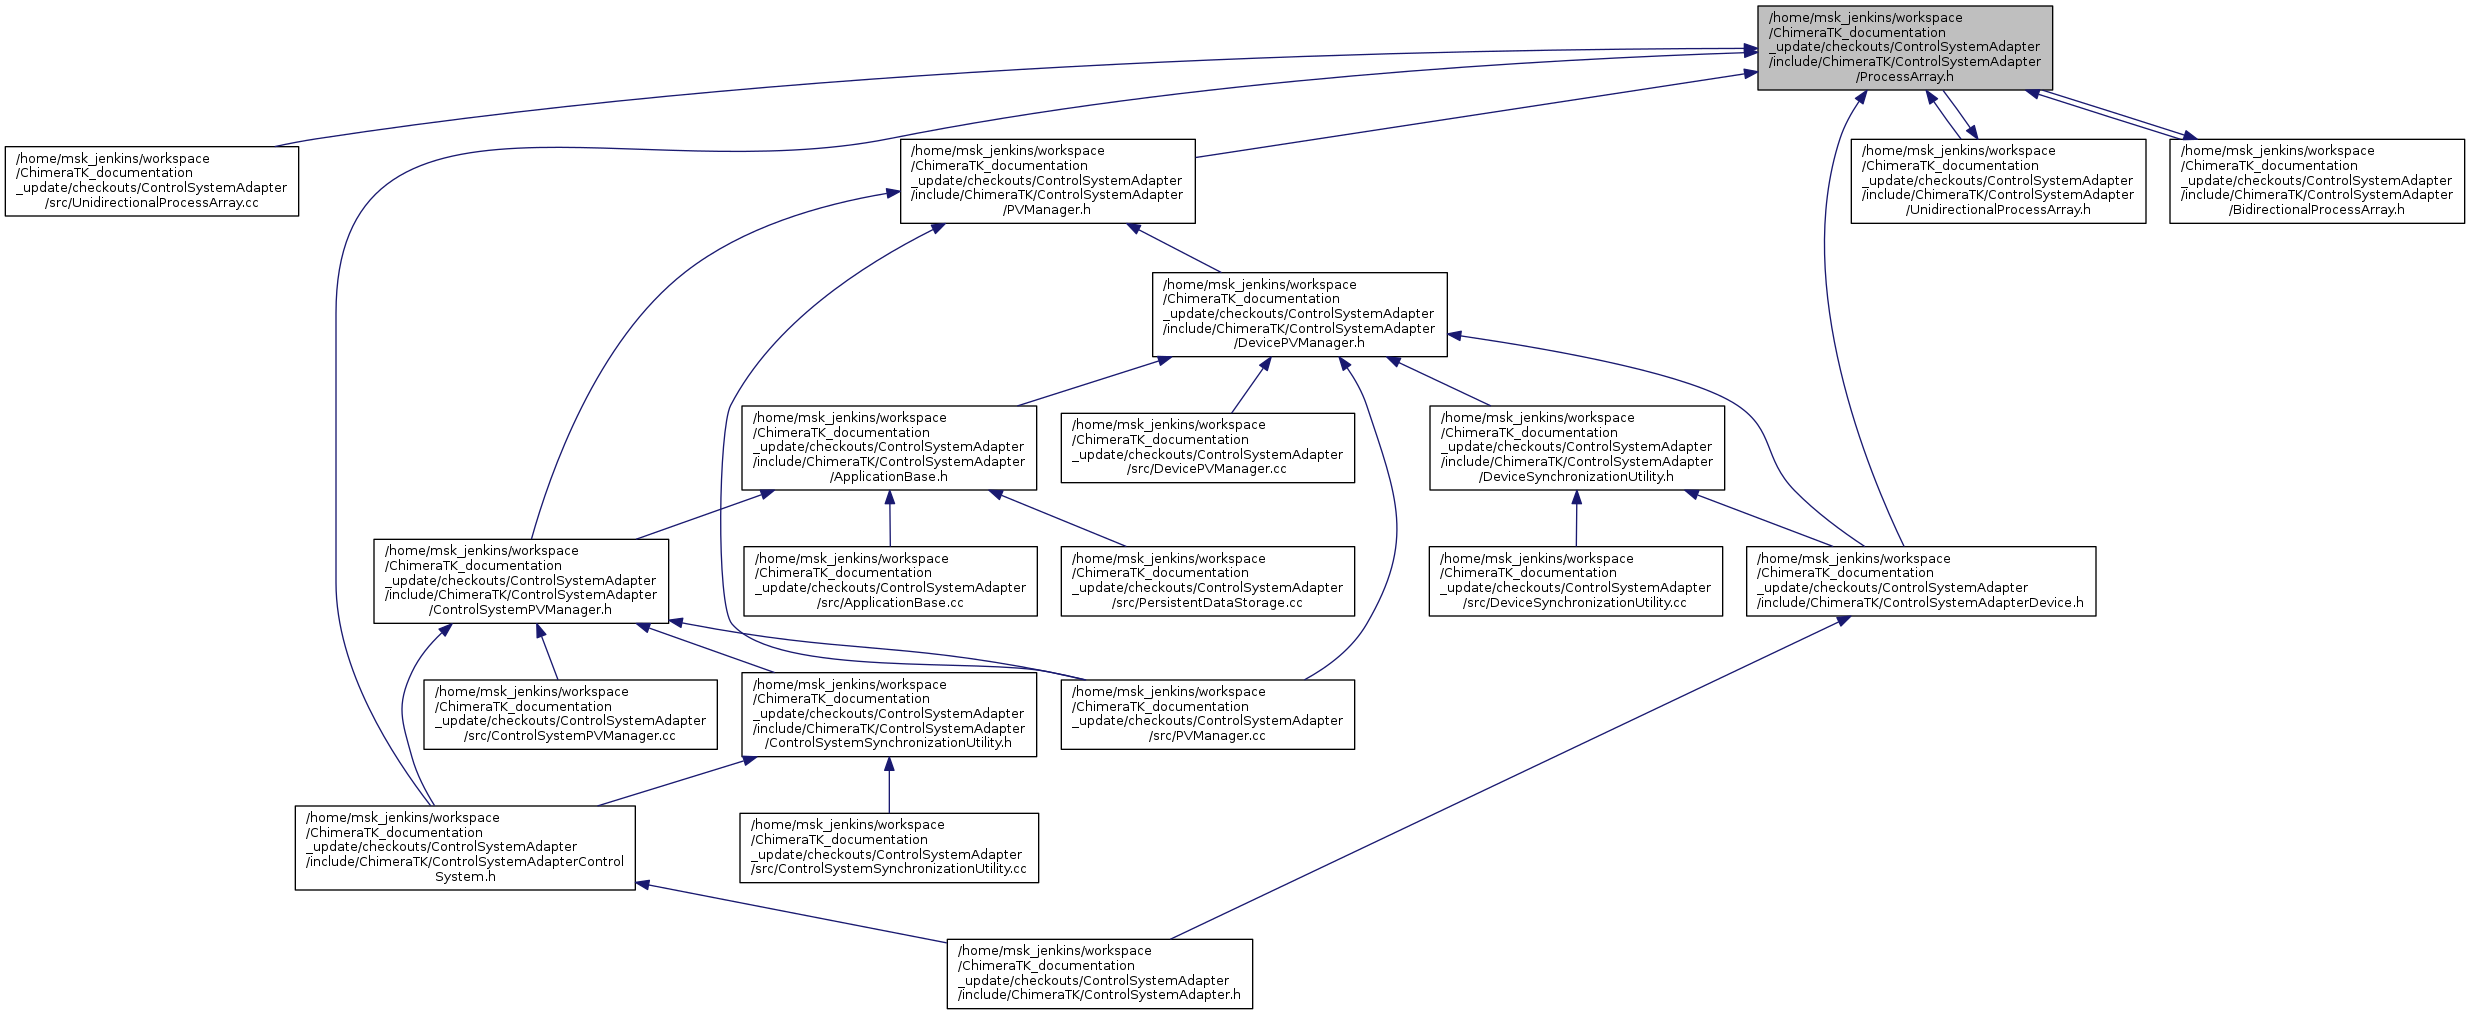 /home/msk_jenkins/workspace
/ChimeraTK_documentation
_update/checkouts/ControlSystemAdapter
/include/ChimeraTK/ControlSystemAdapter
/ProcessArray.h
/home/msk_jenkins/workspace
/ChimeraTK_documentation
_update/checkouts/ControlSystemAdapter
/src/UnidirectionalProcessArray.cc
/home/msk_jenkins/workspace
/ChimeraTK_documentation
_update/checkouts/ControlSystemAdapter
/include/ChimeraTK/ControlSystemAdapter
/PVManager.h
/home/msk_jenkins/workspace
/ChimeraTK_documentation
_update/checkouts/ControlSystemAdapter
/include/ChimeraTK/ControlSystemAdapter
/UnidirectionalProcessArray.h
/home/msk_jenkins/workspace
/ChimeraTK_documentation
_update/checkouts/ControlSystemAdapter
/include/ChimeraTK/ControlSystemAdapter
/BidirectionalProcessArray.h
/home/msk_jenkins/workspace
/ChimeraTK_documentation
_update/checkouts/ControlSystemAdapter
/include/ChimeraTK/ControlSystemAdapter
/DevicePVManager.h
/home/msk_jenkins/workspace
/ChimeraTK_documentation
_update/checkouts/ControlSystemAdapter
/include/ChimeraTK/ControlSystemAdapter
/ApplicationBase.h
/home/msk_jenkins/workspace
/ChimeraTK_documentation
_update/checkouts/ControlSystemAdapter
/src/DevicePVManager.cc
/home/msk_jenkins/workspace
/ChimeraTK_documentation
_update/checkouts/ControlSystemAdapter
/include/ChimeraTK/ControlSystemAdapter
/DeviceSynchronizationUtility.h
/home/msk_jenkins/workspace
/ChimeraTK_documentation
_update/checkouts/ControlSystemAdapter
/include/ChimeraTK/ControlSystemAdapter
/ControlSystemPVManager.h
/home/msk_jenkins/workspace
/ChimeraTK_documentation
_update/checkouts/ControlSystemAdapter
/src/ApplicationBase.cc
/home/msk_jenkins/workspace
/ChimeraTK_documentation
_update/checkouts/ControlSystemAdapter
/src/PersistentDataStorage.cc
/home/msk_jenkins/workspace
/ChimeraTK_documentation
_update/checkouts/ControlSystemAdapter
/src/DeviceSynchronizationUtility.cc
/home/msk_jenkins/workspace
/ChimeraTK_documentation
_update/checkouts/ControlSystemAdapter
/include/ChimeraTK/ControlSystemAdapterDevice.h
/home/msk_jenkins/workspace
/ChimeraTK_documentation
_update/checkouts/ControlSystemAdapter
/src/ControlSystemPVManager.cc
/home/msk_jenkins/workspace
/ChimeraTK_documentation
_update/checkouts/ControlSystemAdapter
/include/ChimeraTK/ControlSystemAdapter
/ControlSystemSynchronizationUtility.h
/home/msk_jenkins/workspace
/ChimeraTK_documentation
_update/checkouts/ControlSystemAdapter
/src/PVManager.cc
/home/msk_jenkins/workspace
/ChimeraTK_documentation
_update/checkouts/ControlSystemAdapter
/include/ChimeraTK/ControlSystemAdapterControl
System.h
/home/msk_jenkins/workspace
/ChimeraTK_documentation
_update/checkouts/ControlSystemAdapter
/src/ControlSystemSynchronizationUtility.cc
/home/msk_jenkins/workspace
/ChimeraTK_documentation
_update/checkouts/ControlSystemAdapter
/include/ChimeraTK/ControlSystemAdapter.h